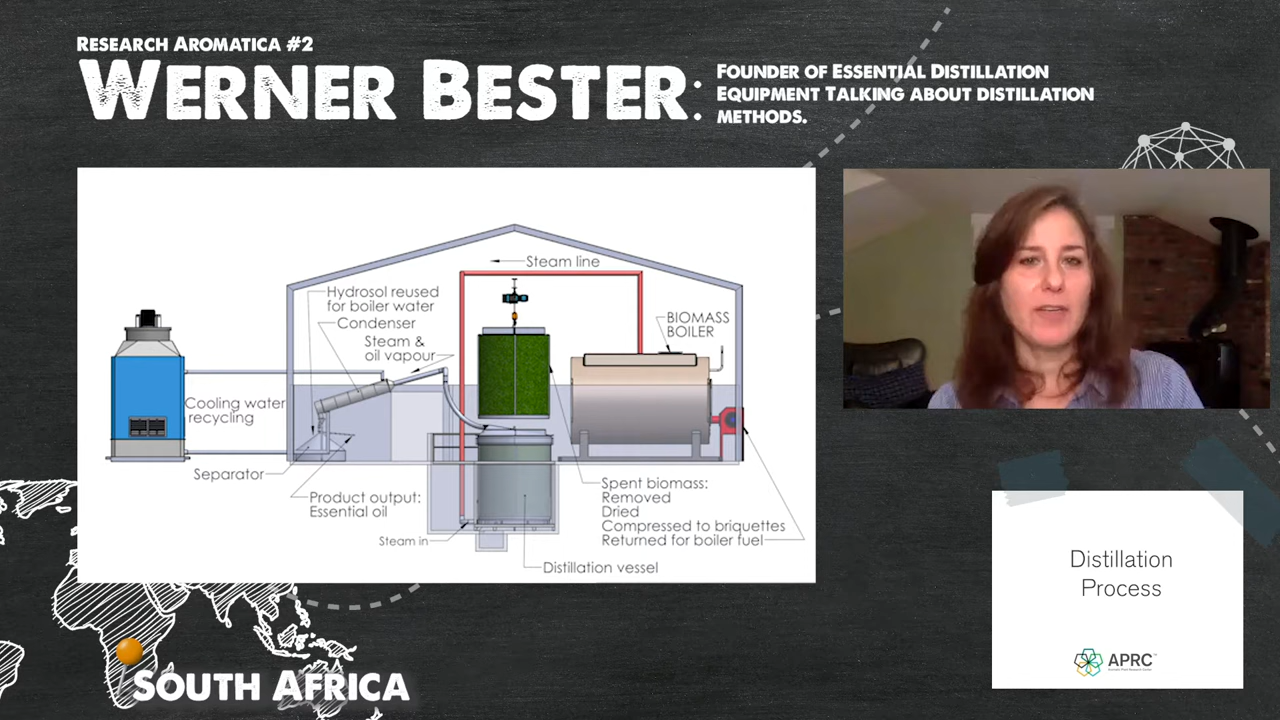 RESEARCH AROMATICA #2
WERNER BESTER:
FOUNDER OF ESSENTIAL DISTILLATION
EQUIPMENT TALKING ABOUT DISTILLATION
METHODS.
Steam line
Hydrosol reused
for boiler water
Condenser
Steam &
oil vapour
BIOMASS
BOILER
Cooling water
recycling
Separator
Product output:
Essential oil
Steam in
Spent biomass:
Removed
Dried
Compressed to briquettes
Returned for boiler fuel
Distillation vessel
Distillation
Process
APRC
SOUTH AFRICA